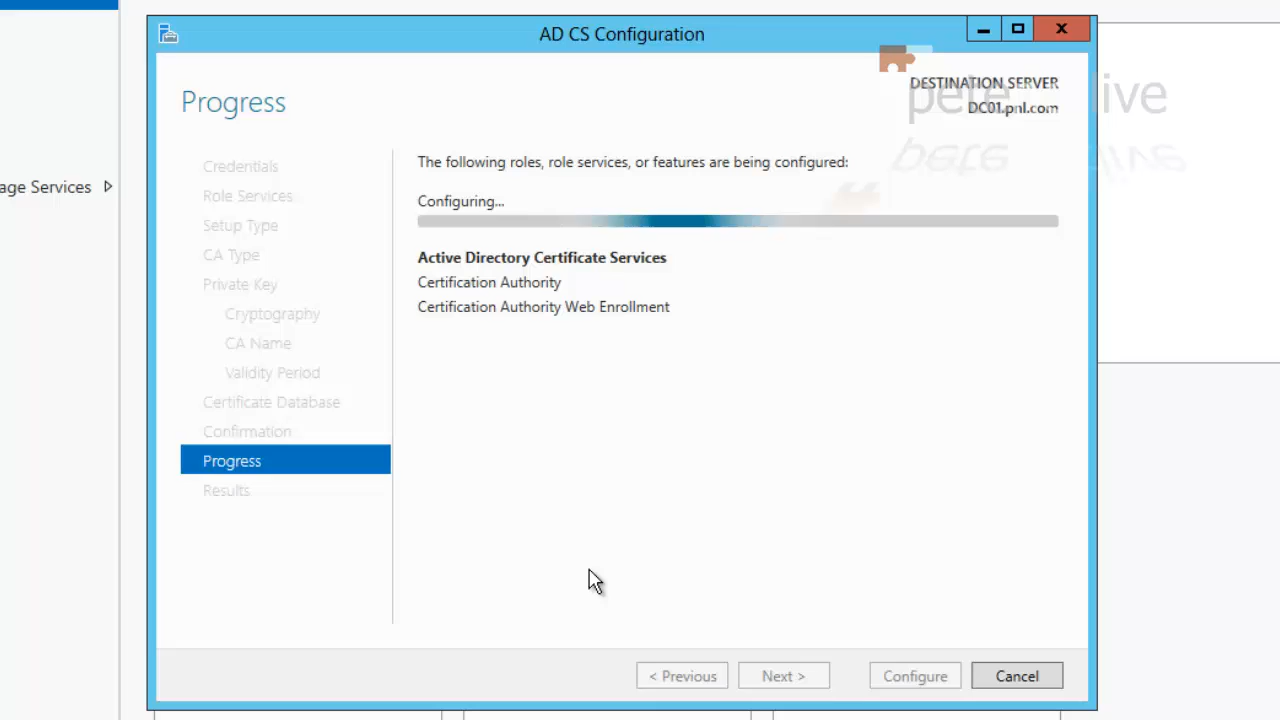 AD CS Configuration
DESTINATION SERVER
DC01.pnl.com
Progress
age Services
Credentials
Role Services
Setup Type
CA Type
Private Key
Cryptography
CA Name
Validity Period
Certificate Database
Confirmation
Progress
Results
The following roles, role services, or features are being configured:
Configuring...
Active Directory Certificate Services
Certification Authority
Certification Authority Web Enrollment
< Previous
Next >
Configure
Cancel
pete live